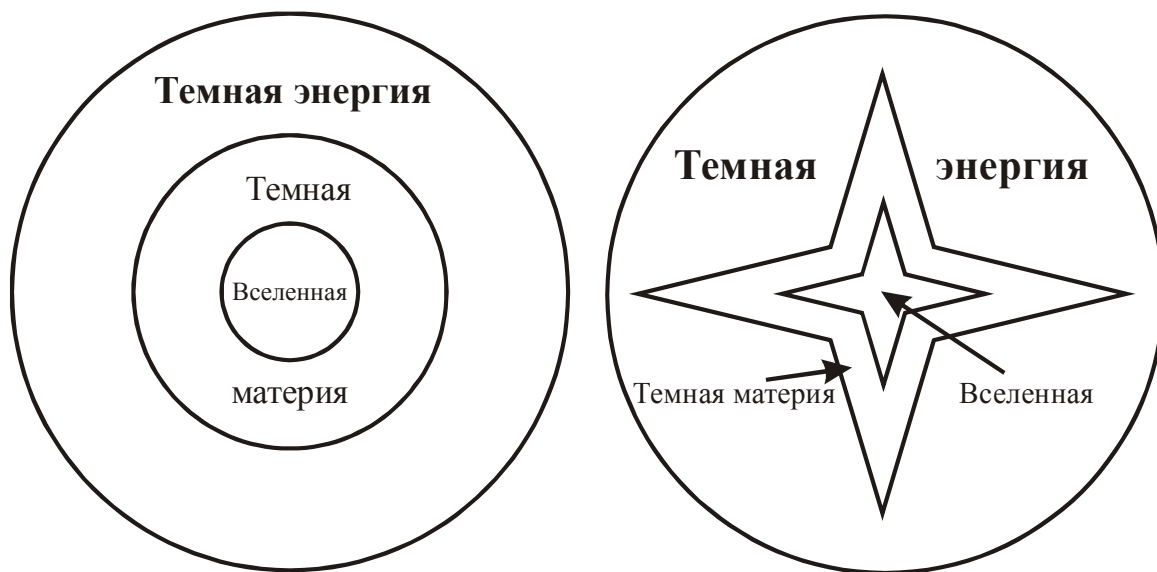 Темная энергия
Темная
Вселенная
материя
Темная энергия
Темная материя
Вселенная